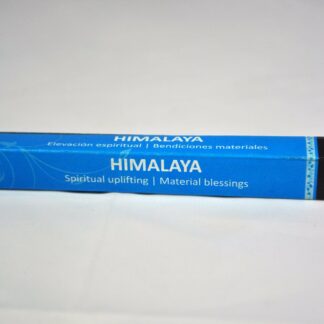 HIMALAYA
Elevación espiritual | Bendiciones materiales
HIMALAYA
Spiritual uplifting | Material blessings